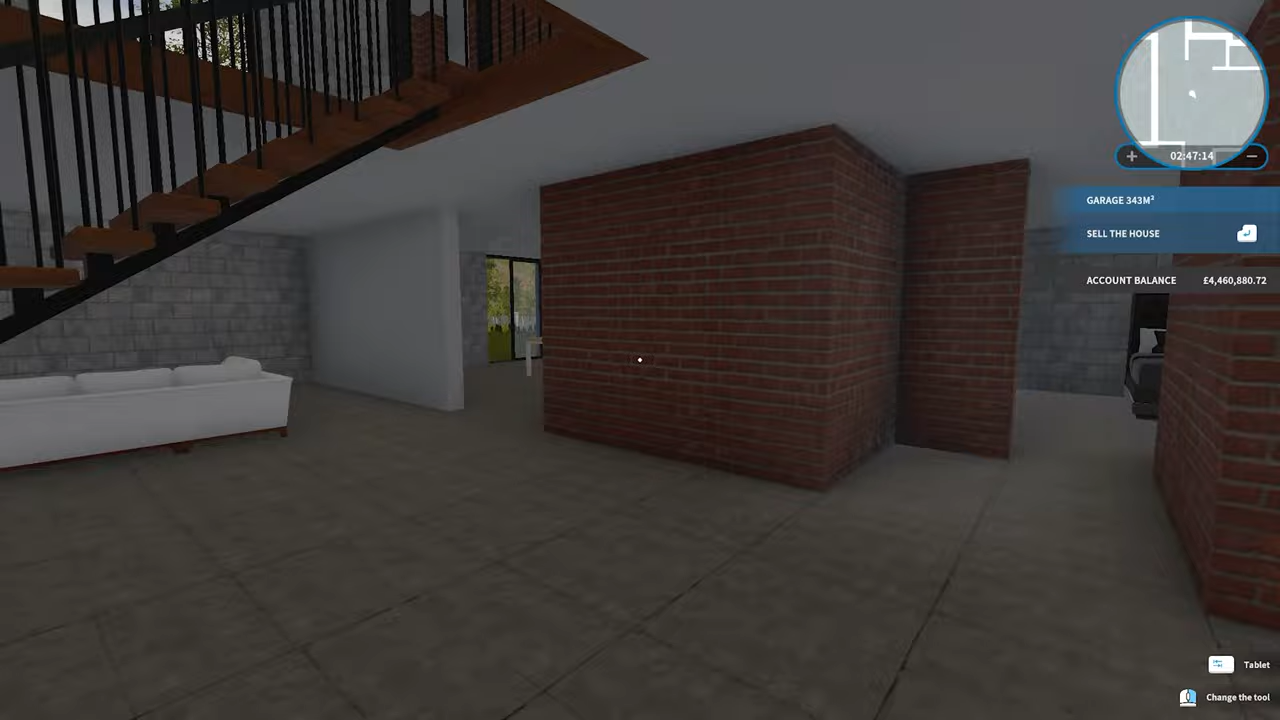 02:47:14
GARAGE 343M²
SELL THE HOUSE
ACCOUNT BALANCE £4,460,880.72
Tablet
Change the tool